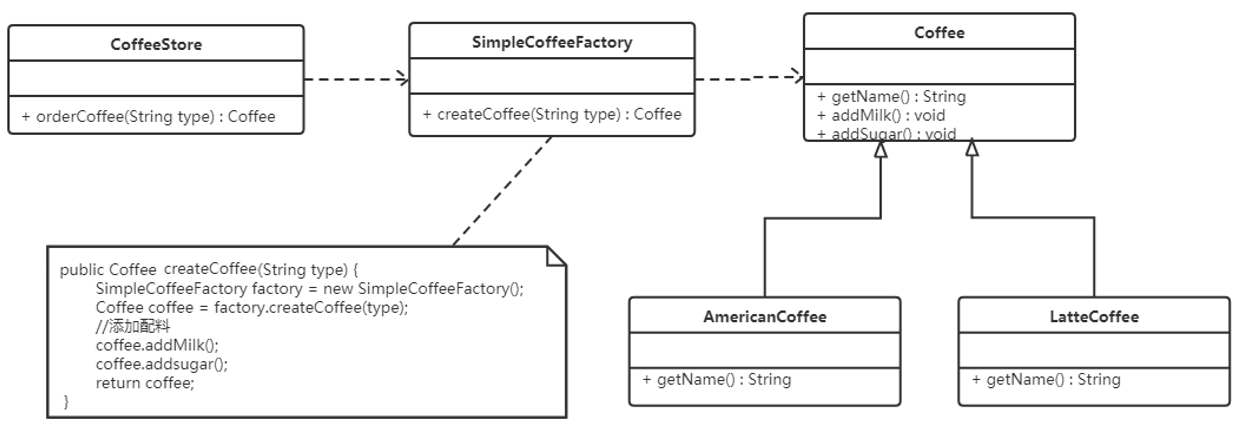 CoffeeStore
+ orderCoffee(String type) : Coffee
SimpleCoffeeFactory
+ createCoffee(String type) : Coffee
Coffee
+ getName() : String
+ addMilk() : void
+ addSugar() : void
public Coffee createCoffee(String type) {
SimpleCoffeeFactory factory = new SimpleCoffeeFactory();
Coffee coffee = factory.createCoffee(type);
//添加配料
coffee.addMilk();
coffee.addsugar();
return coffee;
}
AmericanCoffee
+ getName() : String
LatteCoffee
+ getName() : String